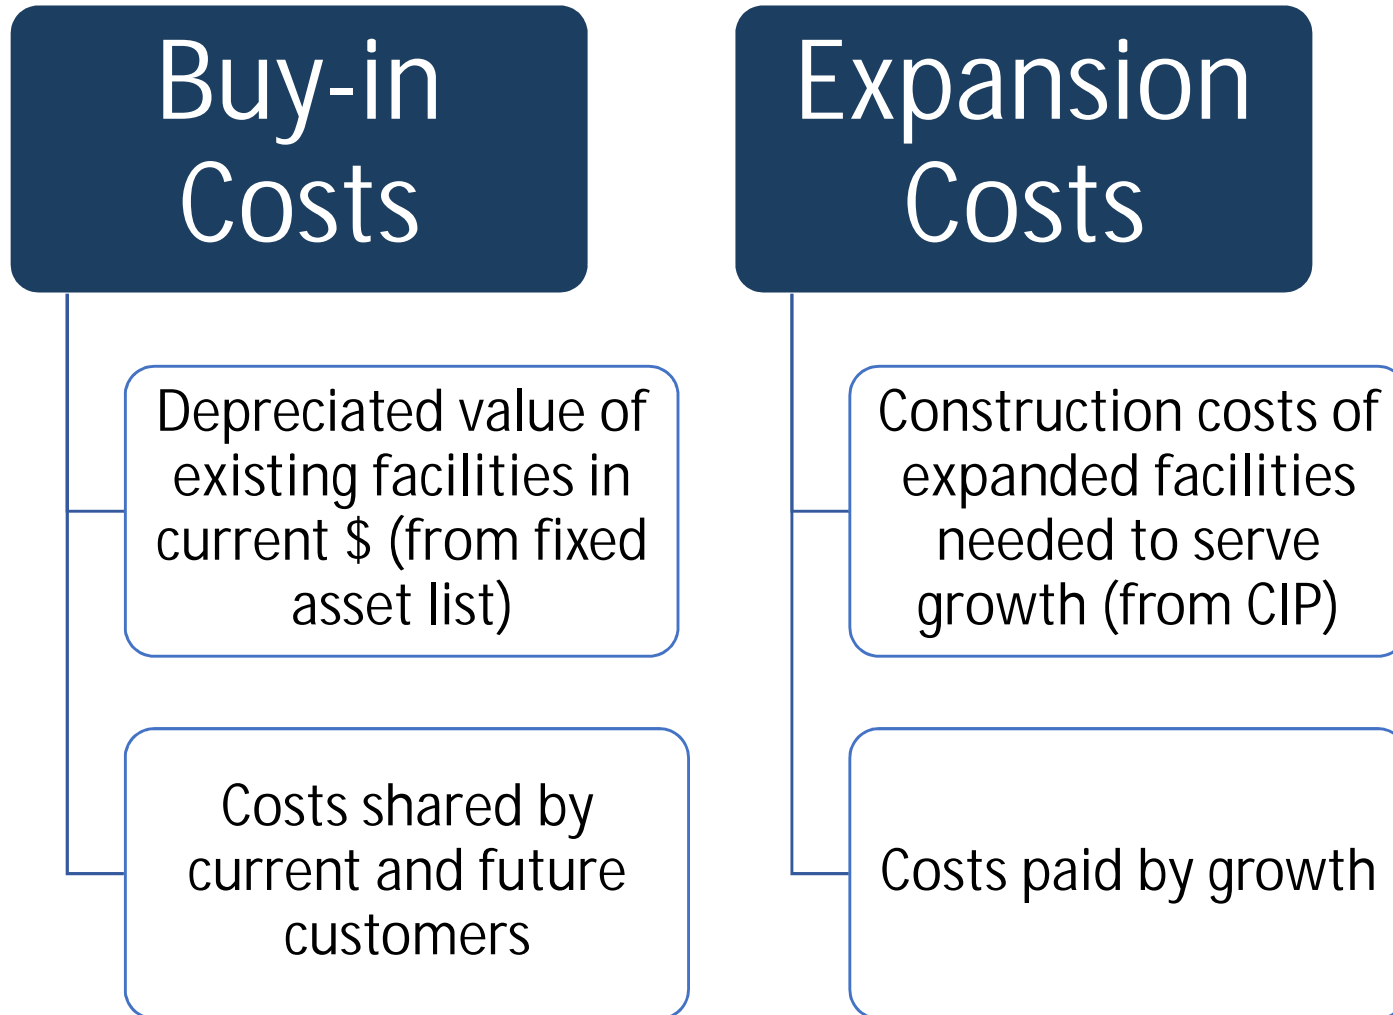 Buy-in
Costs
Depreciated value of
existing facilities in
current $ (from fixed
asset list)
Costs shared by
current and future
customers
Expansion
Costs
Construction costs of
expanded facilities
needed to serve
growth (from CIP)
Costs paid by growth